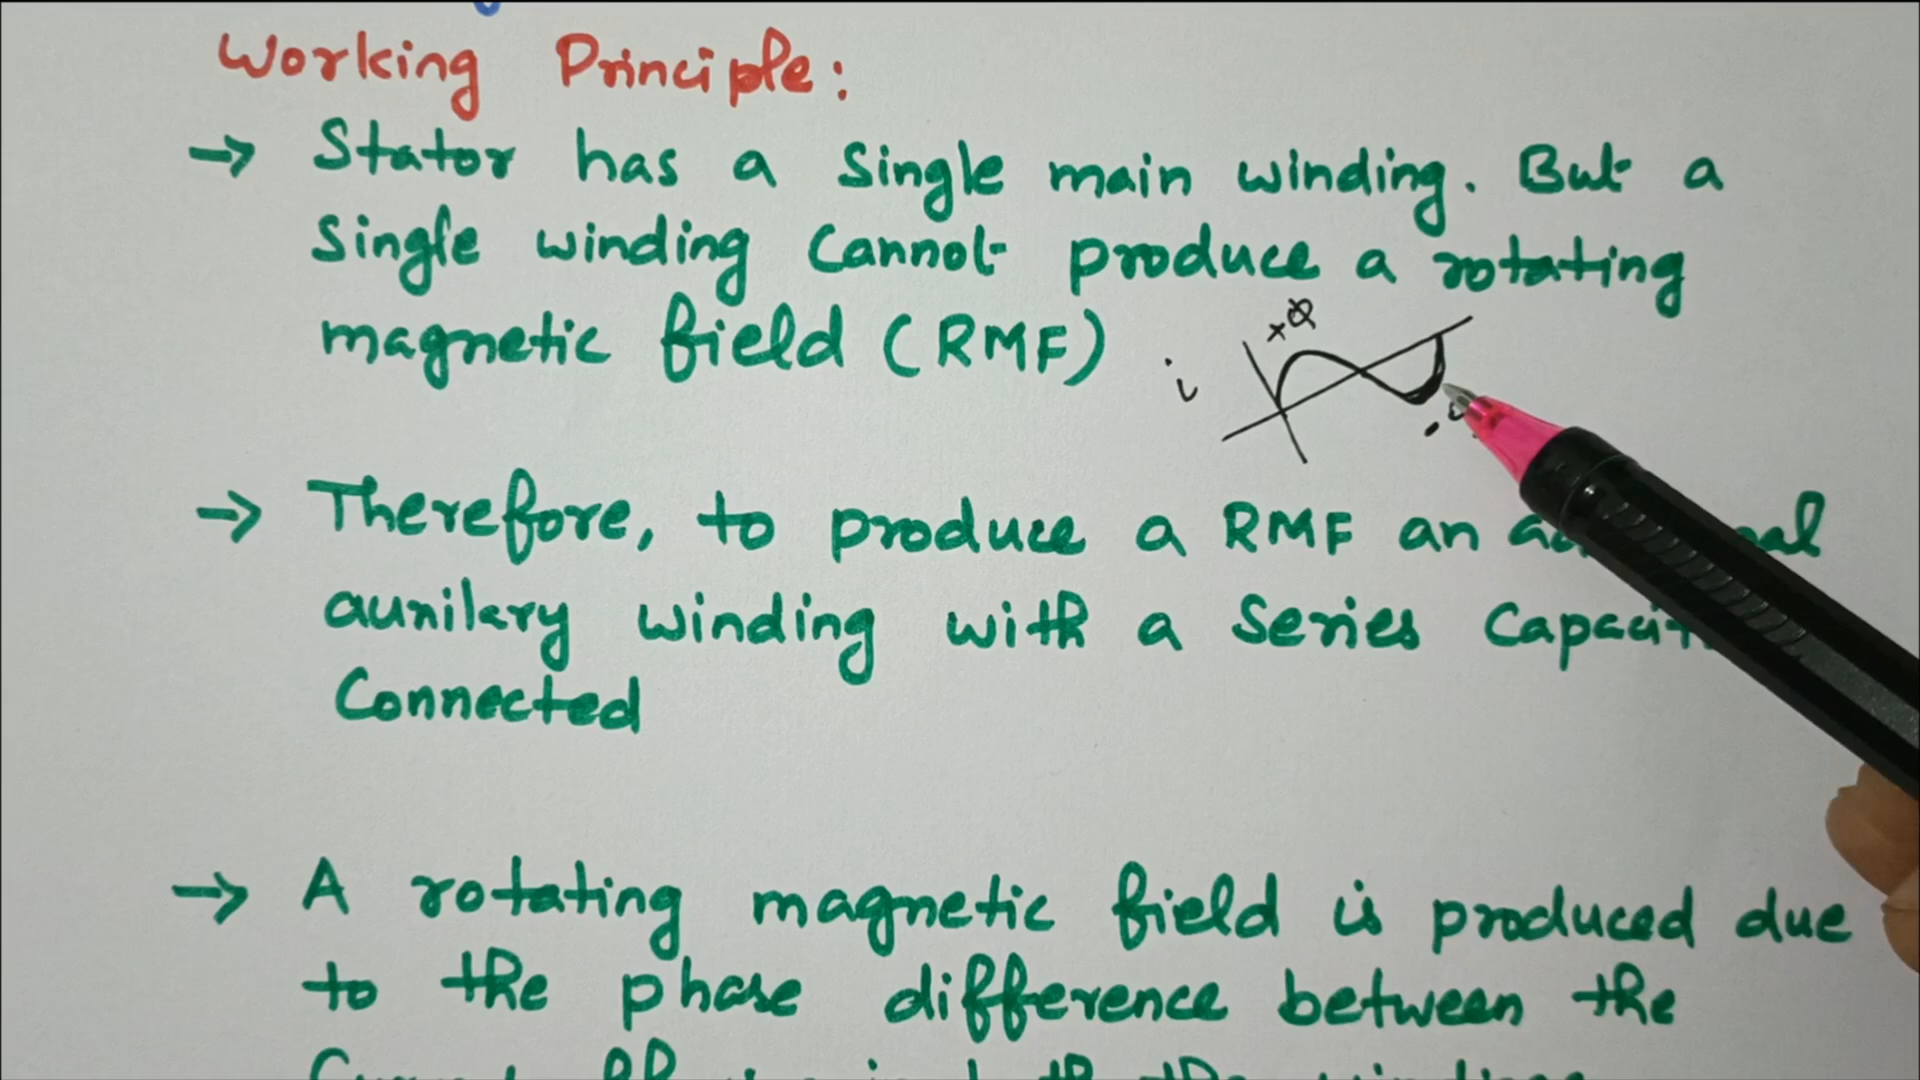 Working Principle:
→ Stator has a Single main winding. But a
Single winding Cannot produce a rotating
magnetic field (RMF)
i
+Φ
→ Therefore, to produce a RMF an
auxilary winding with a Series
Connected
→ A rotating magnetic field is produced due
to the phase difference between the